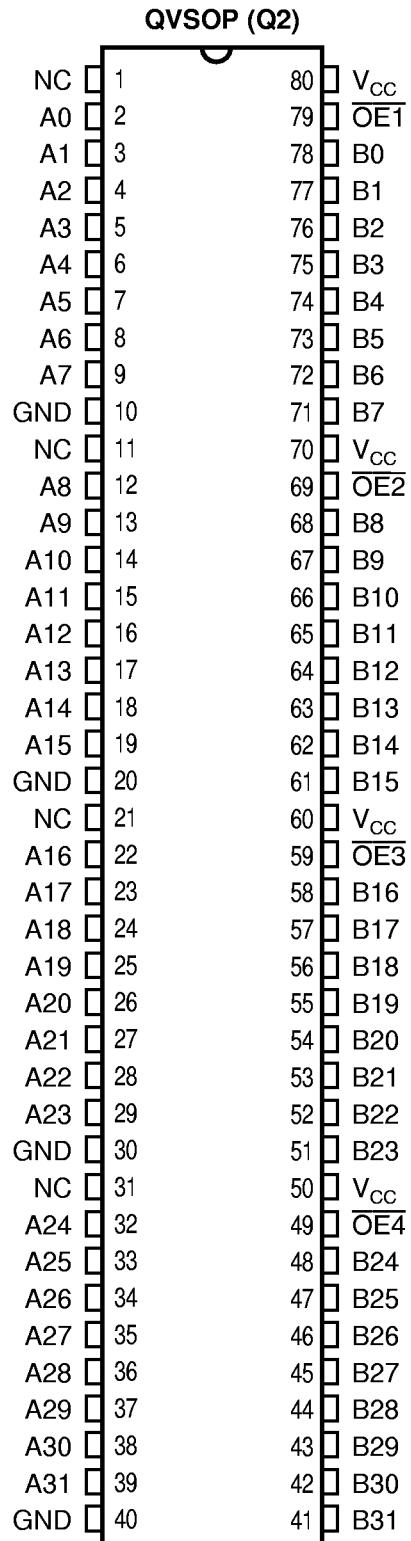 QVSOP (Q2)
NC 1 80 VCC
A0 2 79 O̅E̅1̅
A1 3 78 B0
A2 4 77 B1
A3 5 76 B2
A4 6 75 B3
A5 7 74 B4
A6 8 73 B5
A7 9 72 B6
GND 10 71 B7
NC 11 70 VCC
A8 12 69 O̅E̅2̅
A9 13 68 B8
A10 14 67 B9
A11 15 66 B10
A12 16 65 B11
A13 17 64 B12
A14 18 63 B13
A15 19 62 B14
GND 20 61 B15
NC 21 60 VCC
A16 22 59 O̅E̅3̅
A17 23 58 B16
A18 24 57 B17
A19 25 56 B18
A20 26 55 B19
A21 27 54 B20
A22 28 53 B21
A23 29 52 B22
GND 30 51 B23
NC 31 50 VCC
A24 32 49 O̅E̅4̅
A25 33 48 B24
A26 34 47 B25
A27 35 46 B26
A28 36 45 B27
A29 37 44 B28
A30 38 43 B29
A31 39 42 B30
GND 40 41 B31